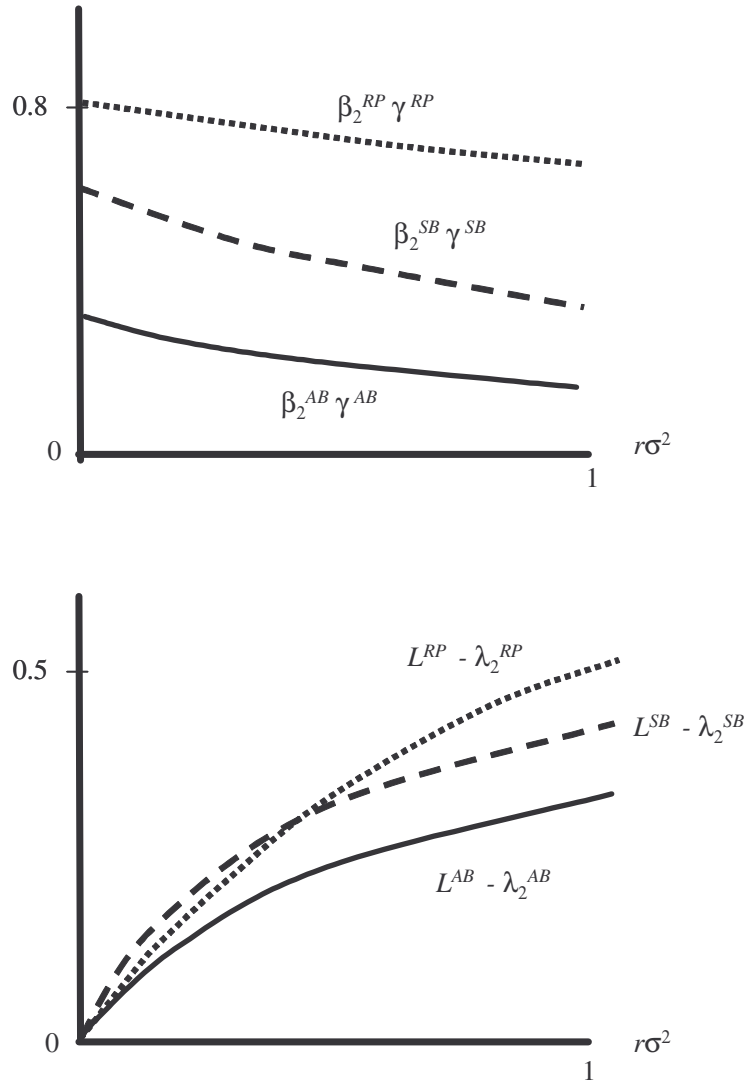 0.8
β₂ᴿᴾ γᴿᴾ
β₂ˢᴮ γˢᴮ
β₂ᴬᴮ γᴬᴮ
0
rσ²
1
0.5
Lᴿᴾ - λ₂ᴿᴾ
Lˢᴮ - λ₂ˢᴮ
Lᴬᴮ - λ₂ᴬᴮ
0
rσ²
1